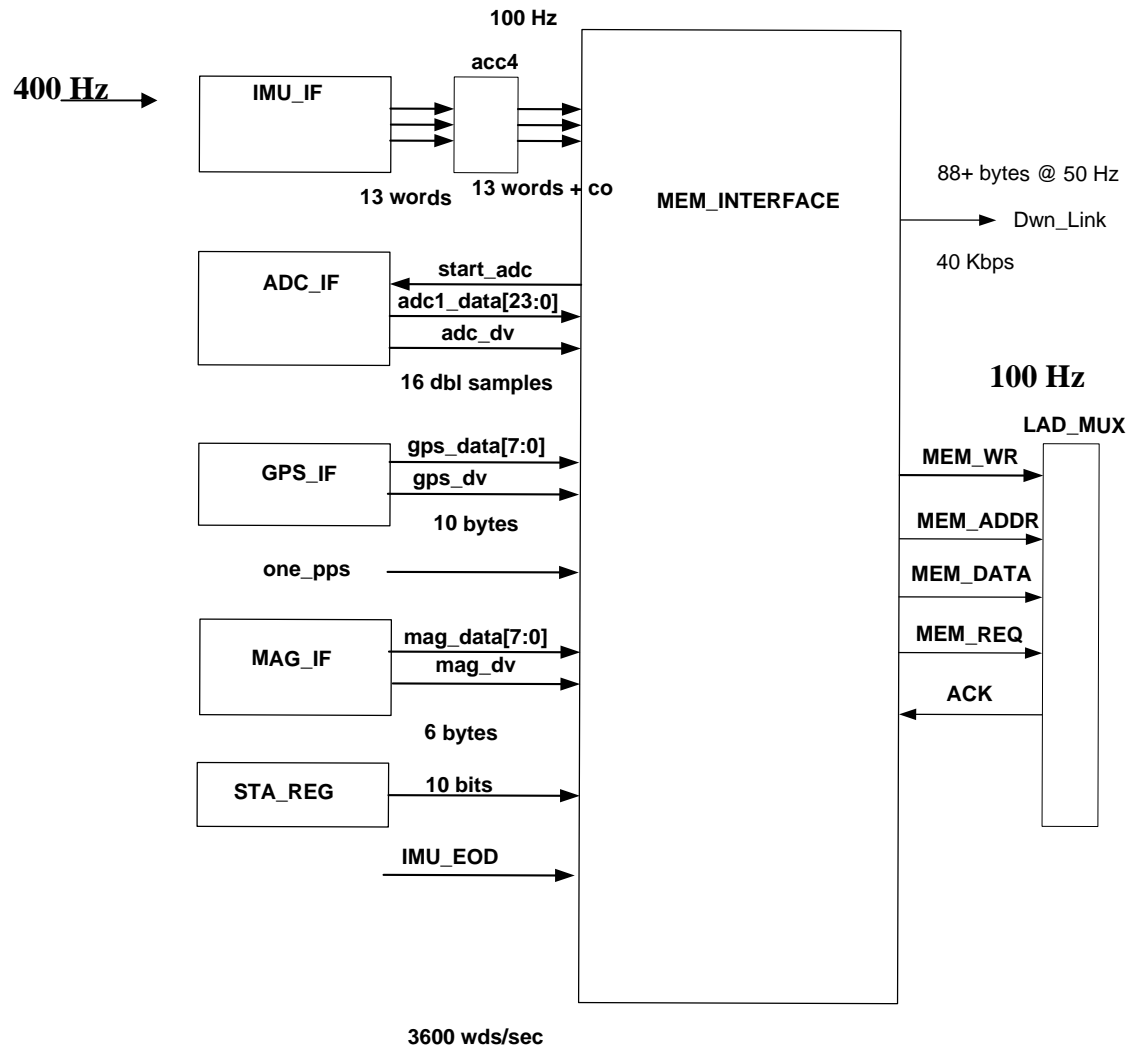 100 Hz
acc4
400 Hz
IMU_IF
13 words
13 words + co
MEM_INTERFACE
88+ bytes @ 50 Hz
Dwn_Link
40 Kbps
start_adc
ADC_IF
adc1_data[23:0]
adc_dv
16 dbl samples
100 Hz
LAD_MUX
gps_data[7:0]
GPS_IF
gps_dv
10 bytes
MEM_WR
MEM_ADDR
one_pps
MEM_DATA
mag_data[7:0]
MAG_IF
mag_dv
MEM_REQ
ACK
6 bytes
STA_REG
10 bits
IMU_EOD
3600 wds/sec